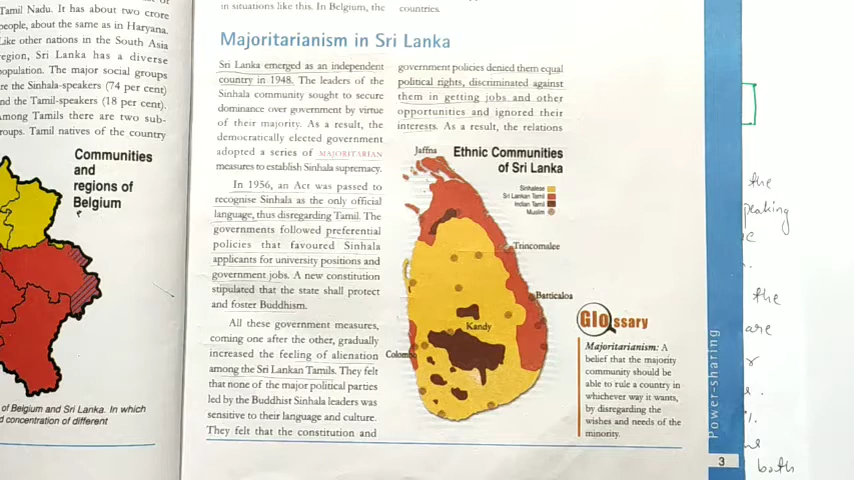 Tamil Nadu. It has about two crore
people, about the same as in Haryana.
Like other nations in the South Asia
region, Sri Lanka has a diverse
population. The major social groups
are the Sinhala-speakers (74 per cent)
and the Tamil-speakers (18 per cent).
Among Tamils there are two sub-
groups. Tamil natives of the country
Communities
and
regions of
Belgium
of Belgium and Sri Lanka. In which
concentration of different
in situations like this. In Belgium, the
countries.
Majoritarianism in Sri Lanka
Sri Lanka emerged as an independent
country in 1948. The leaders of the
Sinhala community sought to secure
dominance over government by virtue
of their majority. As a result, the
democratically elected government
adopted a series of MAJORITARIAN
measures to establish Sinhala supremacy.
In 1956, an Act was passed to
recognise Sinhala as the only official
language, thus disregarding Tamil. The
governments followed preferential
policies that favoured Sinhala
applicants for university positions and
government jobs. A new constitution
stipulated that the state shall protect
and foster Buddhism.
All these government measures,
coming one after the other, gradually
increased the feeling of alienation
among the Sri Lankan Tamils. They felt
that none of the major political parties
led by the Buddhist Sinhala leaders was
sensitive to their language and culture.
They felt that the constitution and
government policies denied them equal
political rights, discriminated against
them in getting jobs and other
opportunities and ignored their
interests. As a result, the relations
Ethnic Communities
of Sri Lanka
Jaffna
Sinhalese
Sri Lankan Tamil
Indian Tamil
Muslim
Trincomalee
Batticaloa
Kandy
Colombo
Glossary
Majoritarianism: A
belief that the majority
community should be
able to rule a country in
whichever way it wants,
by disregarding the
wishes and needs of the
minority.
Power-sharing
3
the
peaking
the
are
both